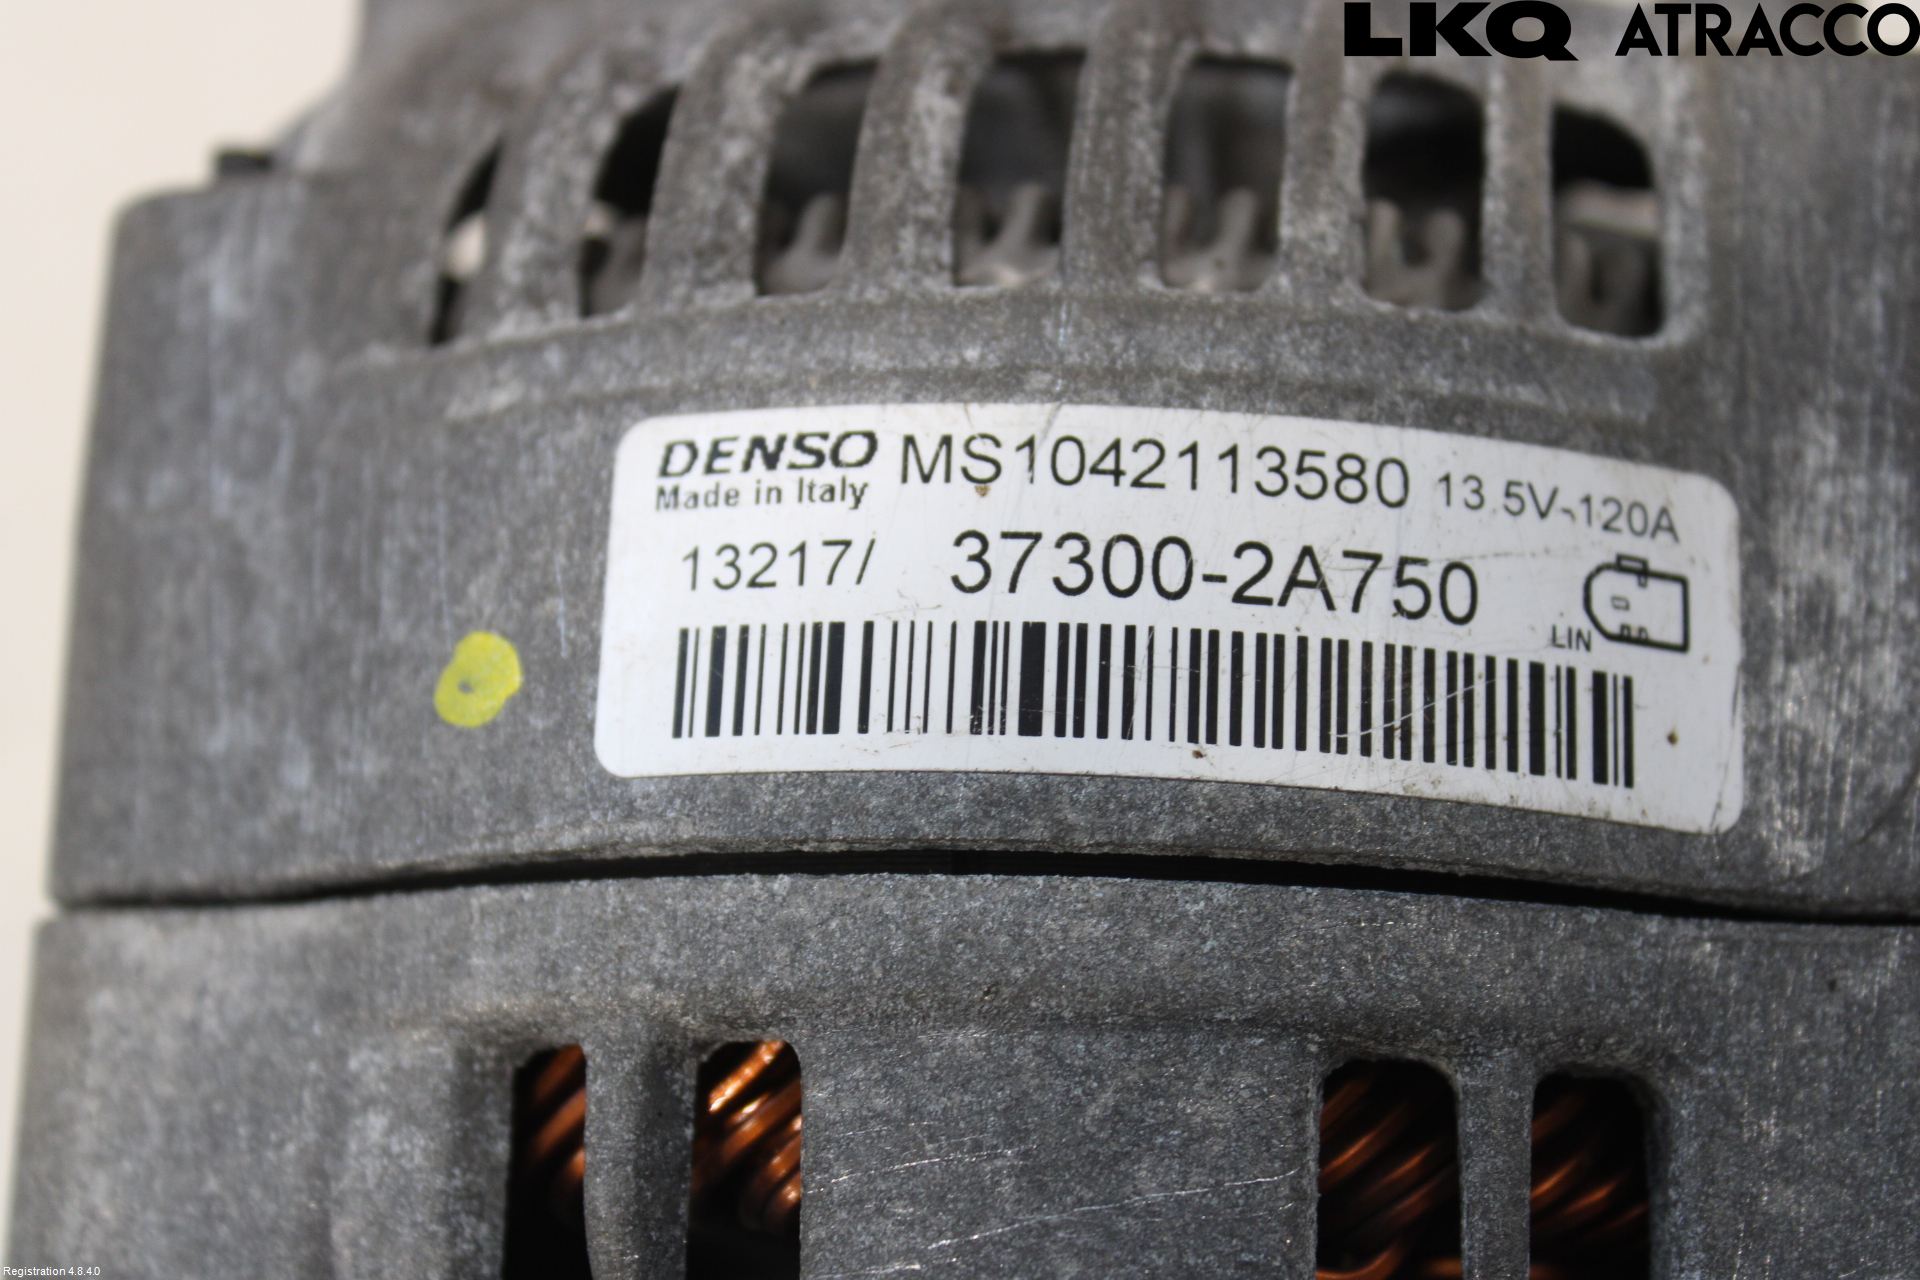 LKQ ATRACCO
DENSO MS1042113580 13.5V-120A
Made in Italy
13217/ 37300-2A750
LIN
Registration 4.8.4.0